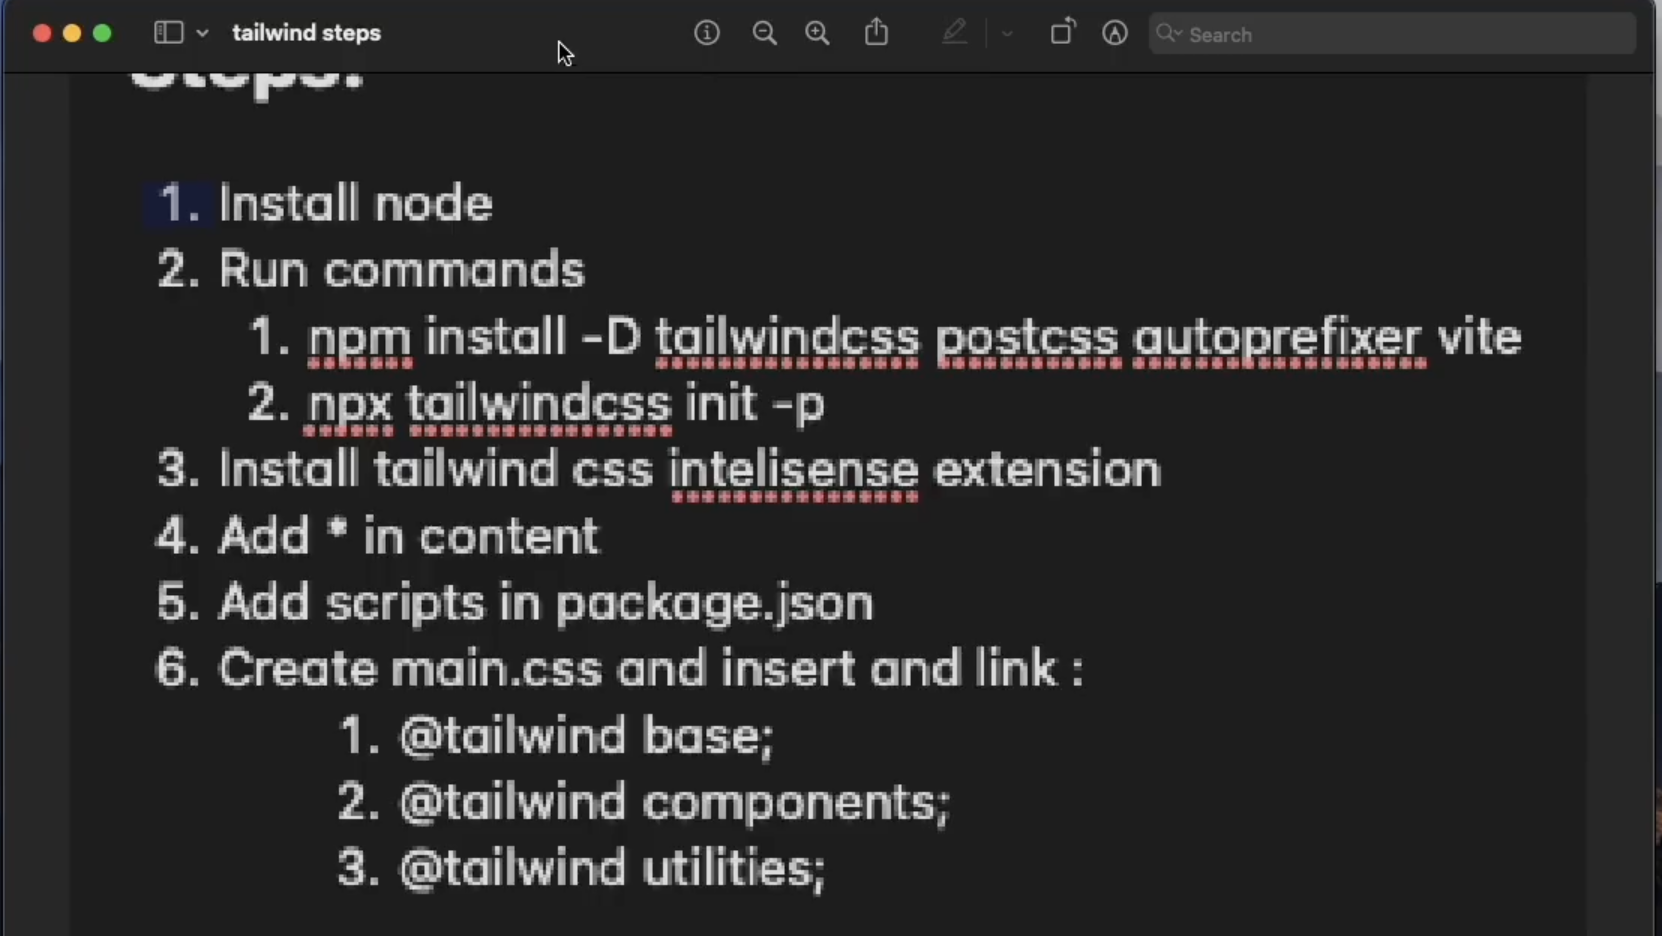 tailwind steps
Search
Steps:
1. Install node
2. Run commands
1. npm install -D tailwindcss postcss autoprefixer vite
2. npx tailwindcss init -p
3. Install tailwind css intelisense extension
4. Add * in content
5. Add scripts in package.json
6. Create main.css and insert and link :
1. @tailwind base;
2. @tailwind components;
3. @tailwind utilities;